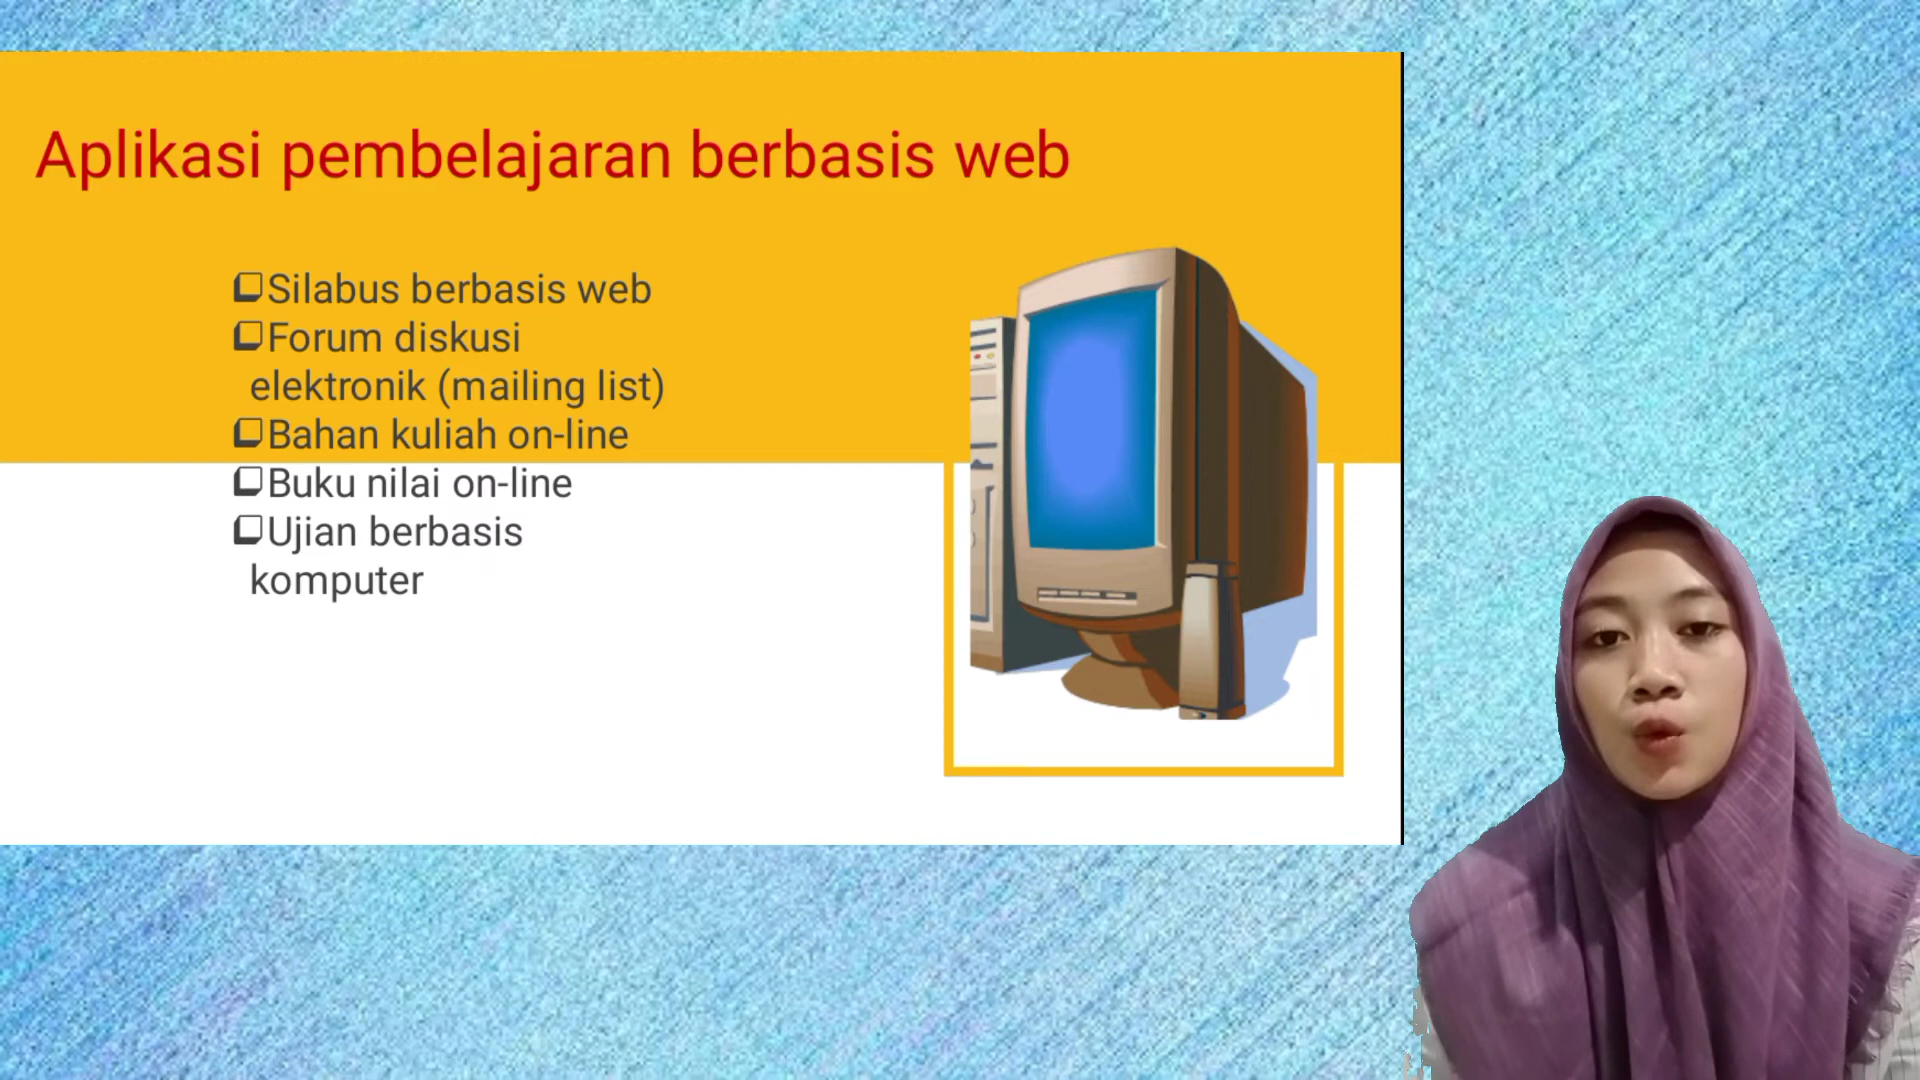 Aplikasi pembelajaran berbasis web
❑Silabus berbasis web
❑Forum diskusi
elektronik (mailing list)
❑Bahan kuliah on-line
❑Buku nilai on-line
❑Ujian berbasis
komputer